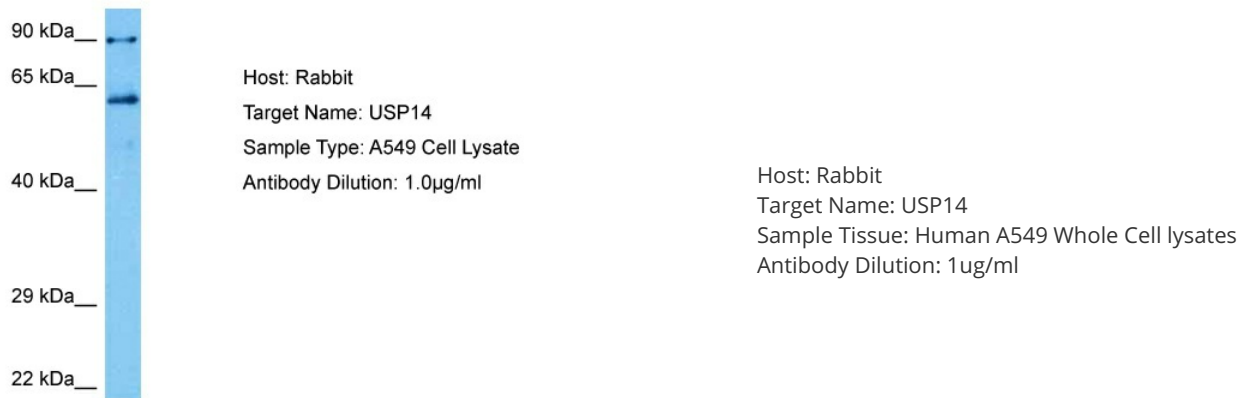 90 kDa__
65 kDa__
40 kDa__
29 kDa__
22 kDa__
Host: Rabbit
Target Name: USP14
Sample Type: A549 Cell Lysate
Antibody Dilution: 1.0µg/ml
Host: Rabbit
Target Name: USP14
Sample Tissue: Human A549 Whole Cell lysates
Antibody Dilution: 1ug/ml